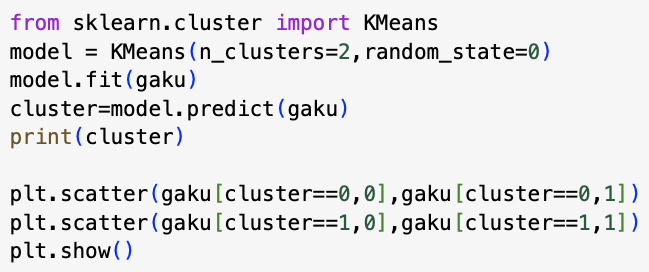 from sklearn.cluster import KMeans
model = KMeans(n_clusters=2,random_state=0)
model.fit(gaku)
cluster=model.predict(gaku)
print(cluster)

plt.scatter(gaku[cluster==0,0],gaku[cluster==0,1])
plt.scatter(gaku[cluster==1,0],gaku[cluster==1,1])
plt.show()